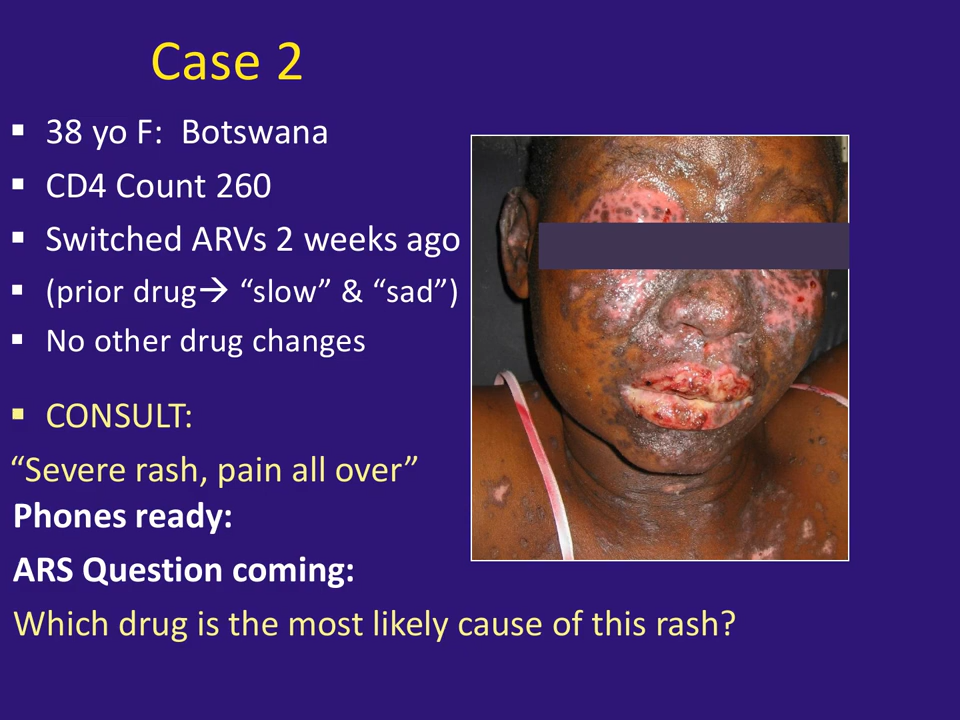 Case 2
▪ 38 yo F: Botswana
▪ CD4 Count 260
▪ Switched ARVs 2 weeks ago
▪ (prior drug→ “slow” & “sad”)
▪ No other drug changes
▪ CONSULT:
“Severe rash, pain all over”
Phones ready:
ARS Question coming:
Which drug is the most likely cause of this rash?